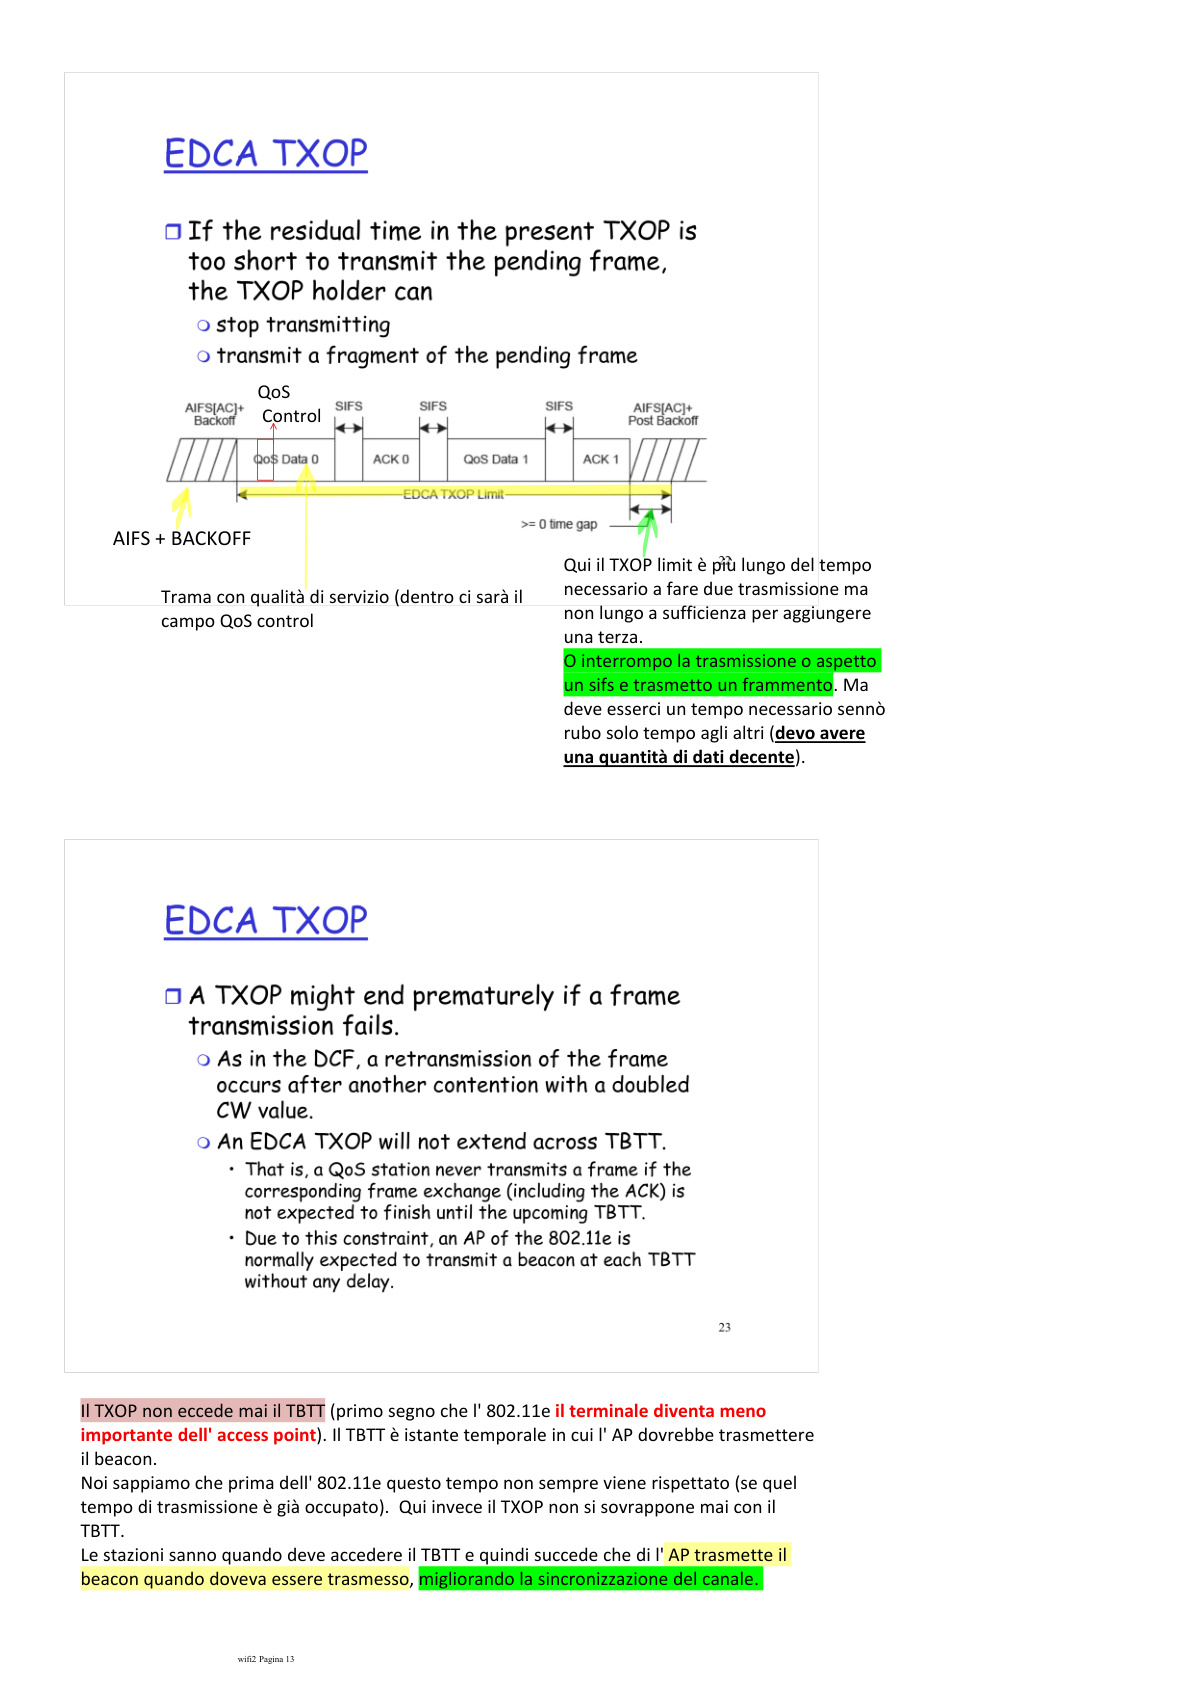 EDCA TXOP
If the residual time in the present TXOP is
too short to transmit the pending frame,
the TXOP holder can
stop transmitting
transmit a fragment of the pending frame
QoS
Control
AIFS[AC]+
Backoff
SIFS
SIFS
SIFS
AIFS[AC]+
Post Backoff
QoS Data 0
ACK 0
QoS Data 1
ACK 1
EDCA TXOP Limit
>= 0 time gap
AIFS + BACKOFF
22
Trama con qualità di servizio (dentro ci sarà il
campo QoS control
Qui il TXOP limit è più lungo del tempo
necessario a fare due trasmissione ma
non lungo a sufficienza per aggiungere
una terza.
O interrompo la trasmissione o aspetto
un sifs e trasmetto un frammento. Ma
deve esserci un tempo necessario sennò
rubo solo tempo agli altri (devo avere
una quantità di dati decente).
EDCA TXOP
A TXOP might end prematurely if a frame
transmission fails.
As in the DCF, a retransmission of the frame
occurs after another contention with a doubled
CW value.
An EDCA TXOP will not extend across TBTT.
• That is, a QoS station never transmits a frame if the
corresponding frame exchange (including the ACK) is
not expected to finish until the upcoming TBTT.
• Due to this constraint, an AP of the 802.11e is
normally expected to transmit a beacon at each TBTT
without any delay.
23
Il TXOP non eccede mai il TBTT (primo segno che l' 802.11e il terminale diventa meno
importante dell' access point). Il TBTT è istante temporale in cui l' AP dovrebbe trasmettere
il beacon.
Noi sappiamo che prima dell' 802.11e questo tempo non sempre viene rispettato (se quel
tempo di trasmissione è già occupato).  Qui invece il TXOP non si sovrappone mai con il
TBTT.
Le stazioni sanno quando deve accedere il TBTT e quindi succede che di l' AP trasmette il
beacon quando doveva essere trasmesso, migliorando la sincronizzazione del canale.
wifi2 Pagina 13